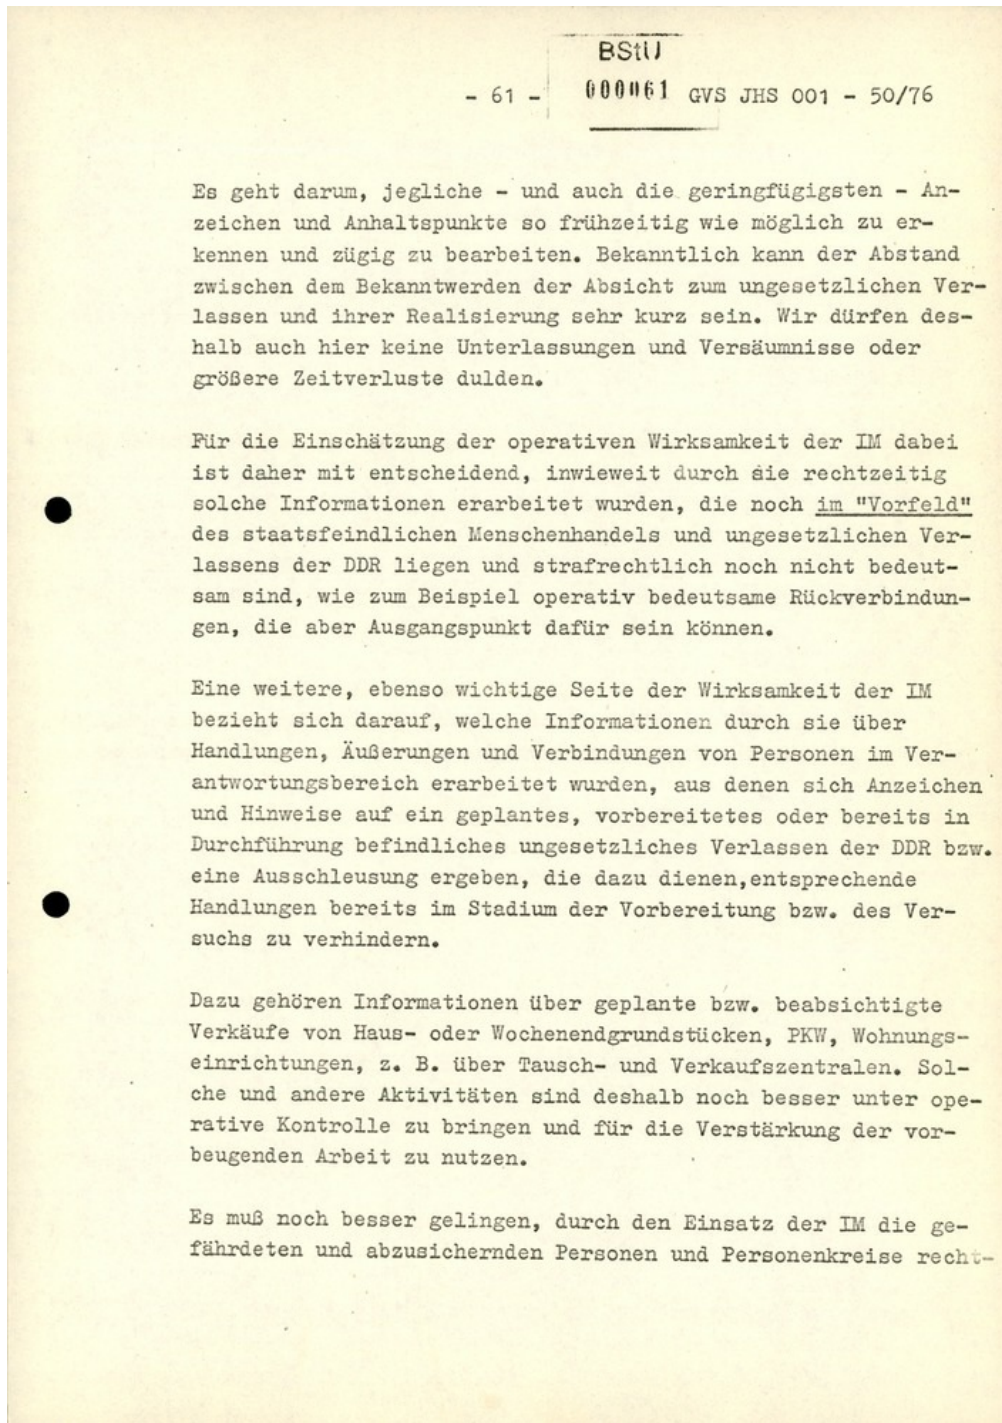 BStU
- 61 - 000061 GVS JHS 001 - 50/76
Es geht darum, jegliche - und auch die geringfügigsten - An-
zeichen und Anhaltspunkte so frühzeitig wie möglich zu er-
kennen und zügig zu bearbeiten. Bekanntlich kann der Abstand
zwischen dem Bekanntwerden der Absicht zum ungesetzlichen Ver-
lassen und ihrer Realisierung sehr kurz sein. Wir dürfen des-
halb auch hier keine Unterlassungen und Versäumnisse oder
größere Zeitverluste dulden.
Für die Einschätzung der operativen Wirksamkeit der IM dabei
ist daher mit entscheidend, inwieweit durch sie rechtzeitig
solche Informationen erarbeitet wurden, die noch im "Vorfeld"
des staatsfeindlichen Menschenhandels und ungesetzlichen Ver-
lassens der DDR liegen und strafrechtlich noch nicht bedeut-
sam sind, wie zum Beispiel operativ bedeutsame Rückverbindun-
gen, die aber Ausgangspunkt dafür sein können.
Eine weitere, ebenso wichtige Seite der Wirksamkeit der IM
bezieht sich darauf, welche Informationen durch sie über
Handlungen, Äußerungen und Verbindungen von Personen im Ver-
antwortungsbereich erarbeitet wurden, aus denen sich Anzeichen
und Hinweise auf ein geplantes, vorbereitetes oder bereits in
Durchführung befindliches ungesetzliches Verlassen der DDR bzw.
eine Ausschleusung ergeben, die dazu dienen,entsprechende
Handlungen bereits im Stadium der Vorbereitung bzw. des Ver-
suchs zu verhindern.
Dazu gehören Informationen über geplante bzw. beabsichtigte
Verkäufe von Haus- oder Wochenendgrundstücken, PKW, Wohnungs-
einrichtungen, z. B. über Tausch- und Verkaufszentralen. Sol-
che und andere Aktivitäten sind deshalb noch besser unter ope-
rative Kontrolle zu bringen und für die Verstärkung der vor-
beugenden Arbeit zu nutzen.
Es muß noch besser gelingen, durch den Einsatz der IM die ge-
fährdeten und abzusichernden Personen und Personenkreise recht-